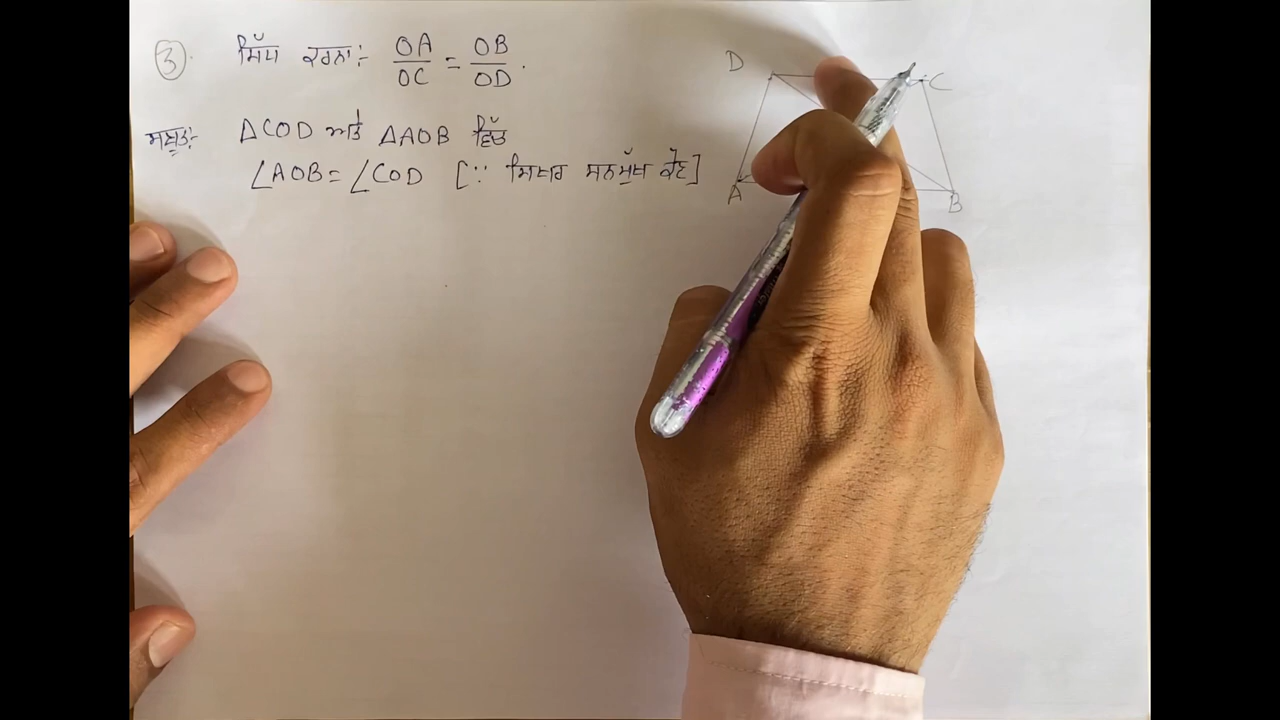 3. ਸਿੱਧ ਕਰਨਾ:- OA/OC = OB/OD.
ਸਬੂਤ:- ΔCOD ਅਤੇ ΔAOB ਵਿੱਚ
∠AOB = ∠COD [∵ ਸਿਖਰ ਸਨਮੁੱਖ ਕੋਣ]
D C
A B